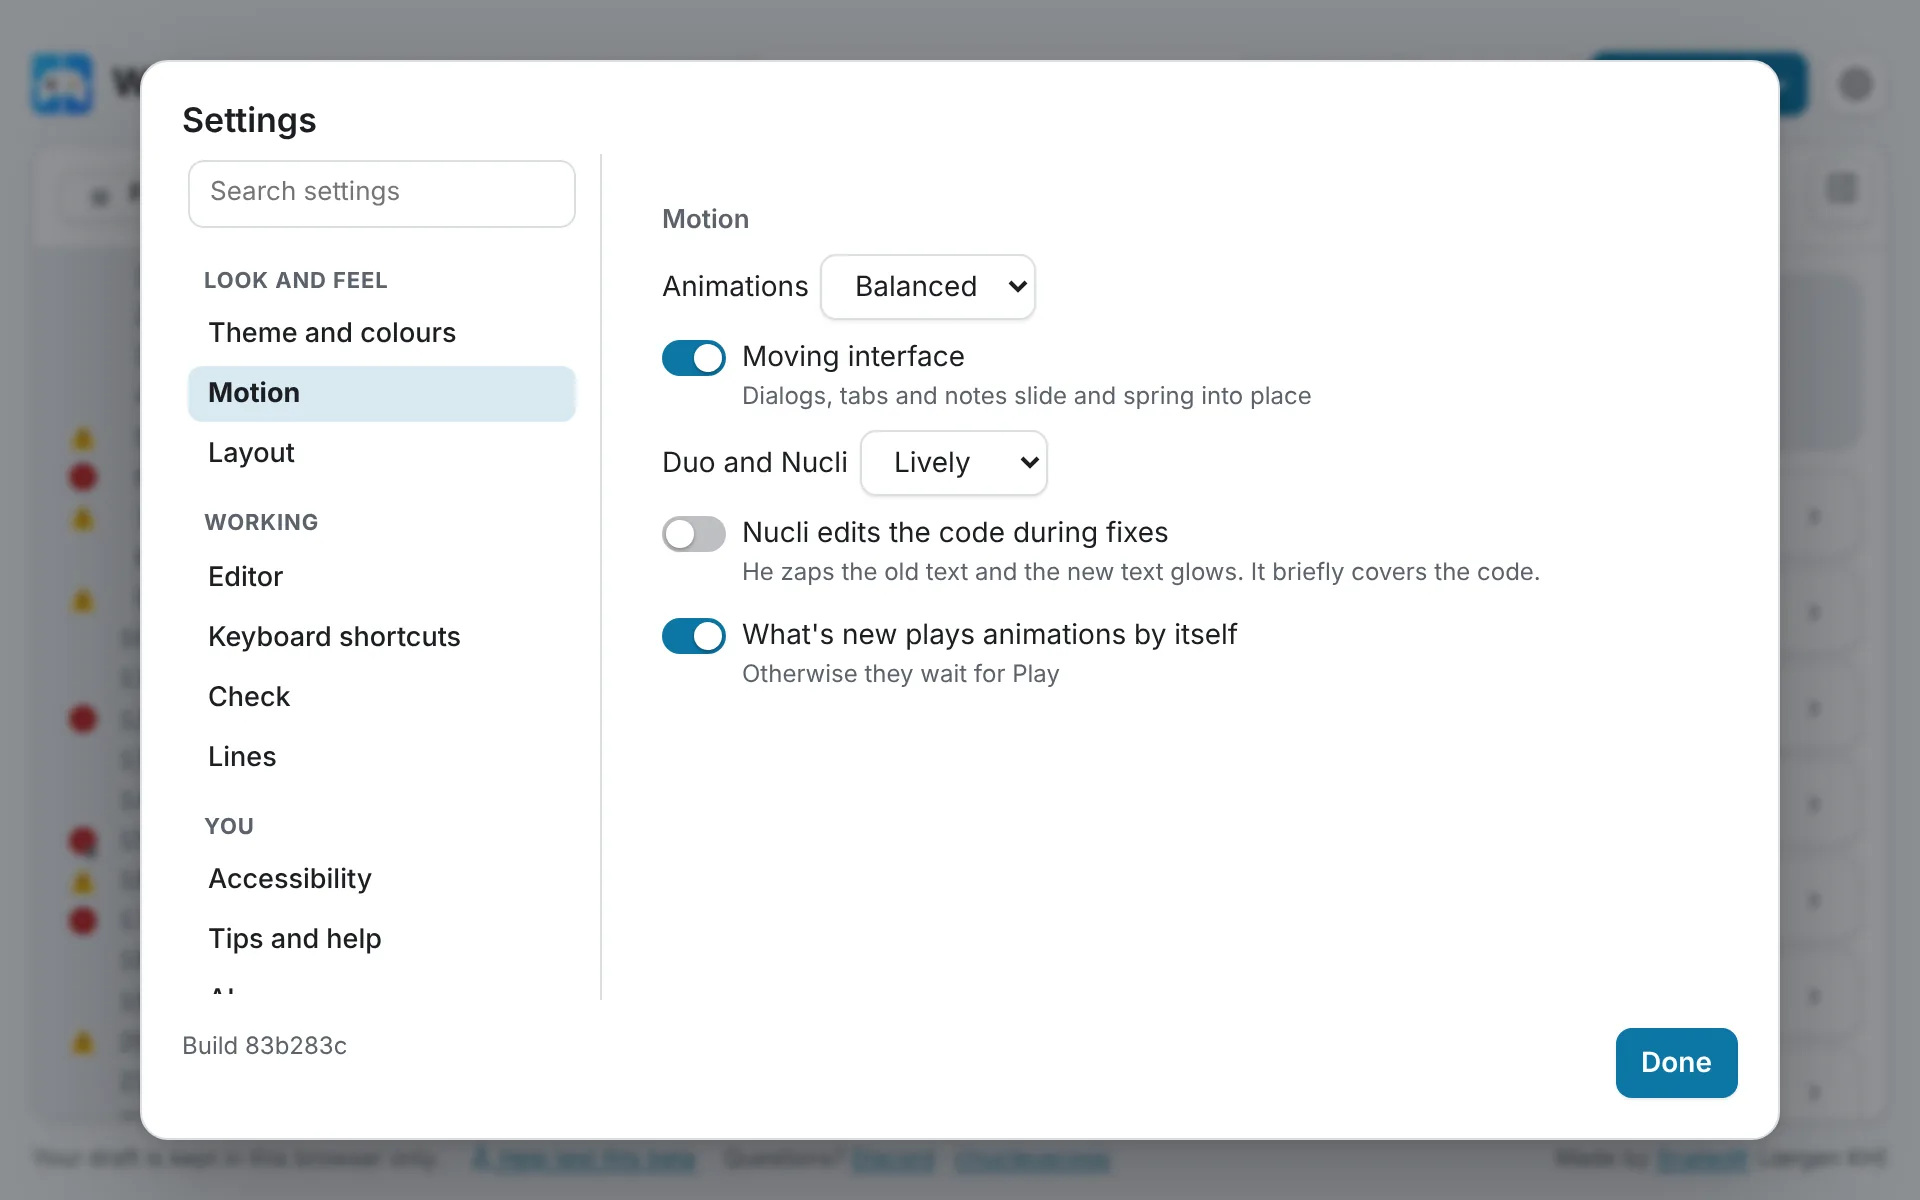 Settings
Search settings
LOOK AND FEEL
Theme and colours
Motion
Layout
WORKING
Editor
Keyboard shortcuts
Check
Lines
YOU
Accessibility
Tips and help
Build 83b283c
Motion
Animations Balanced
Moving interface
Dialogs, tabs and notes slide and spring into place
Duo and Nucli Lively
Nucli edits the code during fixes
He zaps the old text and the new text glows. It briefly covers the code.
What's new plays animations by itself
Otherwise they wait for Play
Done